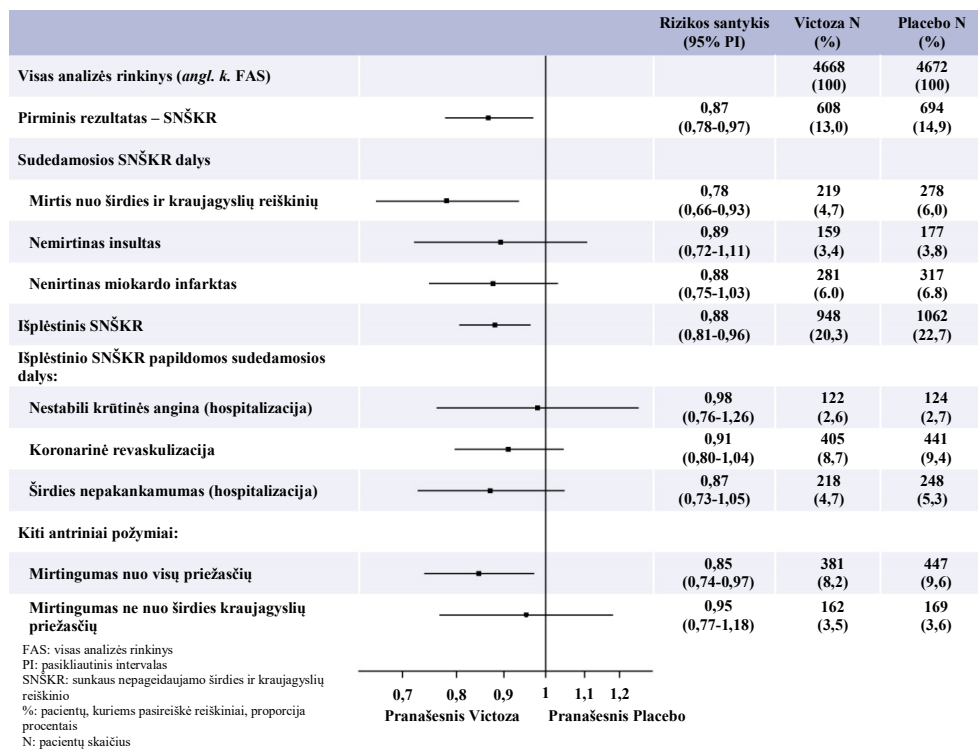 Rizikos santykis Victoza N Placebo N
(95% PI) (%) (%)
Visas analizės rinkinys (angl. k. FAS) 4668 4672
(100) (100)
Pirminis rezultatas – SNŠKR 0,87 608 694
(0,78-0,97) (13,0) (14,9)
Sudedamosios SNŠKR dalys
Mirtis nuo širdies ir kraujagyslių reiškinių 0,78 219 278
(0,66-0,93) (4,7) (6,0)
Nemirtinas insultas 0,89 159 177
(0,72-1,11) (3,4) (3,8)
Nenirtinas miokardo infarktas 0,88 281 317
(0,75-1,03) (6.0) (6.8)
Išplėstinis SNŠKR 0,88 948 1062
(0,81-0,96) (20,3) (22,7)
Išplėstinio SNŠKR papildomos sudedamosios
dalys:
Nestabili krūtinės angina (hospitalizacija) 0,98 122 124
(0,76-1,26) (2,6) (2,7)
Koronarinė revaskulizacija 0,91 405 441
(0,80-1,04) (8,7) (9,4)
Širdies nepakankamumas (hospitalizacija) 0,87 218 248
(0,73-1,05) (4,7) (5,3)
Kiti antriniai požymiai:
Mirtingumas nuo visų priežasčių 0,85 381 447
(0,74-0,97) (8,2) (9,6)
Mirtingumas ne nuo širdies kraujagyslių 0,95 162 169
priežasčių (0,77-1,18) (3,5) (3,6)
FAS: visas analizės rinkinys
PI: pasikliautinis intervalas
SNŠKR: sunkaus nepageidaujamo širdies ir kraujagyslių
reiškinio
%: pacientų, kuriems pasireiškė reiškiniai, proporcija
procentais
N: pacientų skaičius
0,7 0,8 0,9 1 1,1 1,2
Pranašesnis Victoza Pranašesnis Placebo